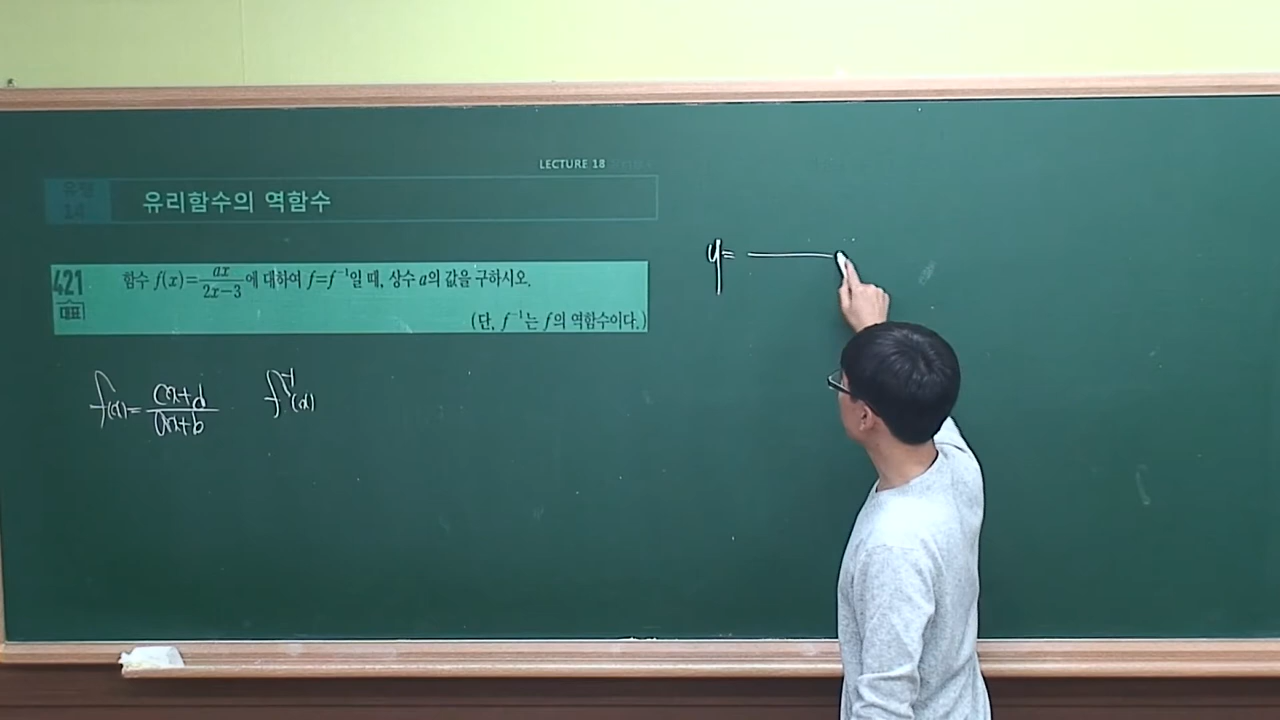 LECTURE 18
유형
14
유리함수의 역함수
421
대표
함수 f(x)=ax/(2x-3)에 대하여 f=f⁻¹일 때, 상수 a의 값을 구하시오.
(단, f⁻¹는 f의 역함수이다.)
f(x)=(cx+d)/(ax+b) f⁻¹(x)
y=